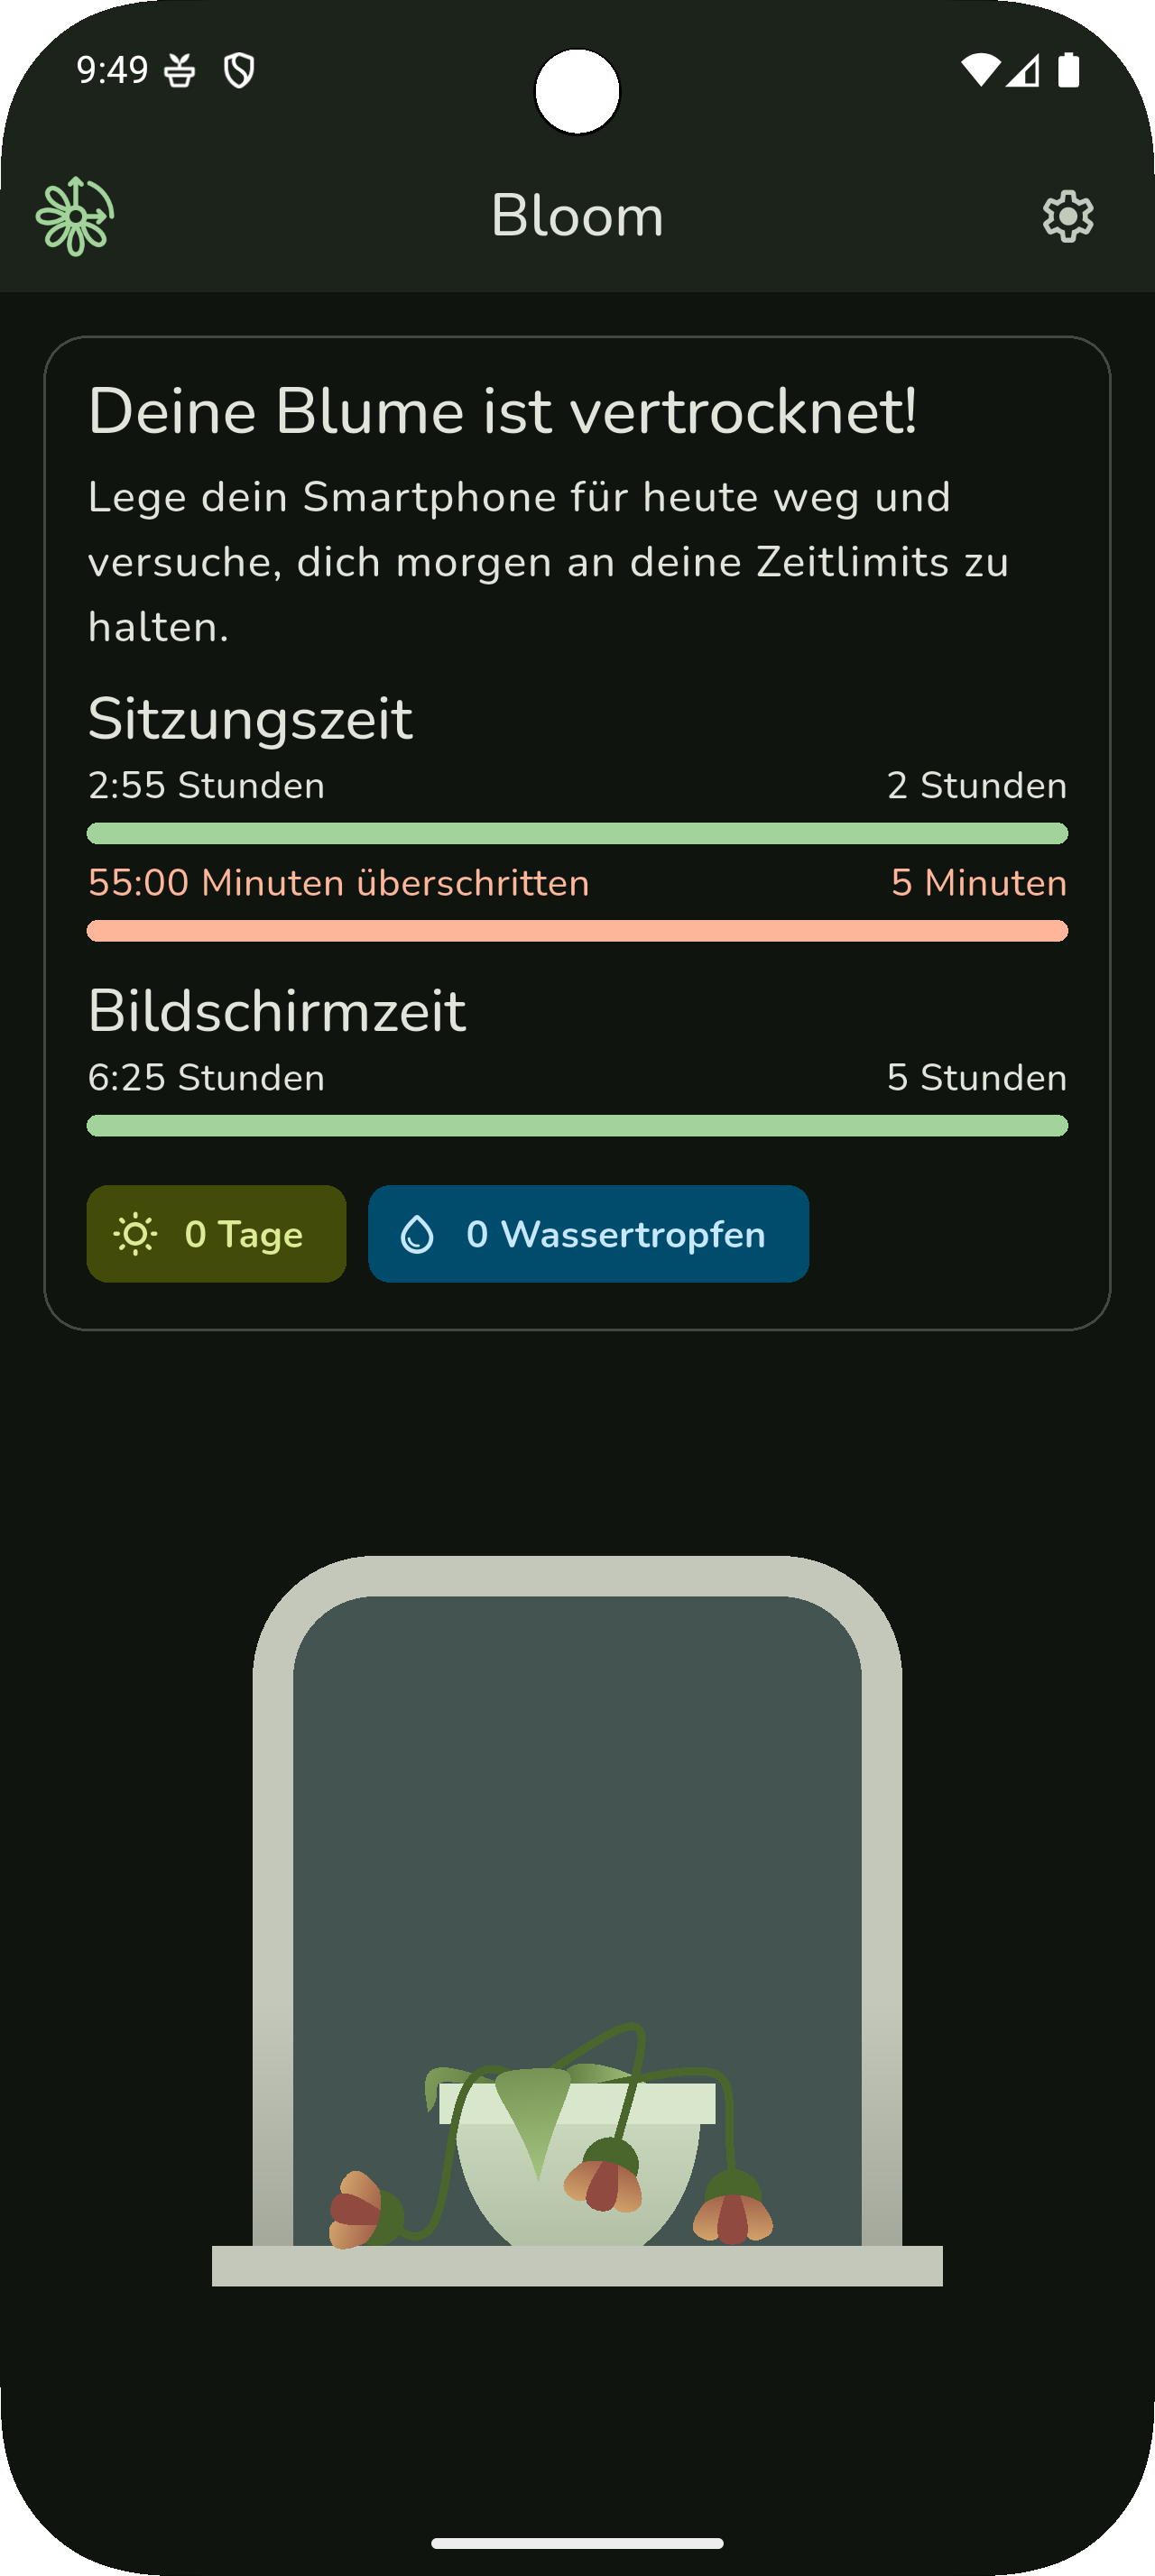 9:49
Bloom
Deine Blume ist vertrocknet!
Lege dein Smartphone für heute weg und
versuche, dich morgen an deine Zeitlimits zu
halten.
Sitzungszeit
2:55 Stunden 2 Stunden
55:00 Minuten überschritten 5 Minuten
Bildschirmzeit
6:25 Stunden 5 Stunden
0 Tage 0 Wassertropfen